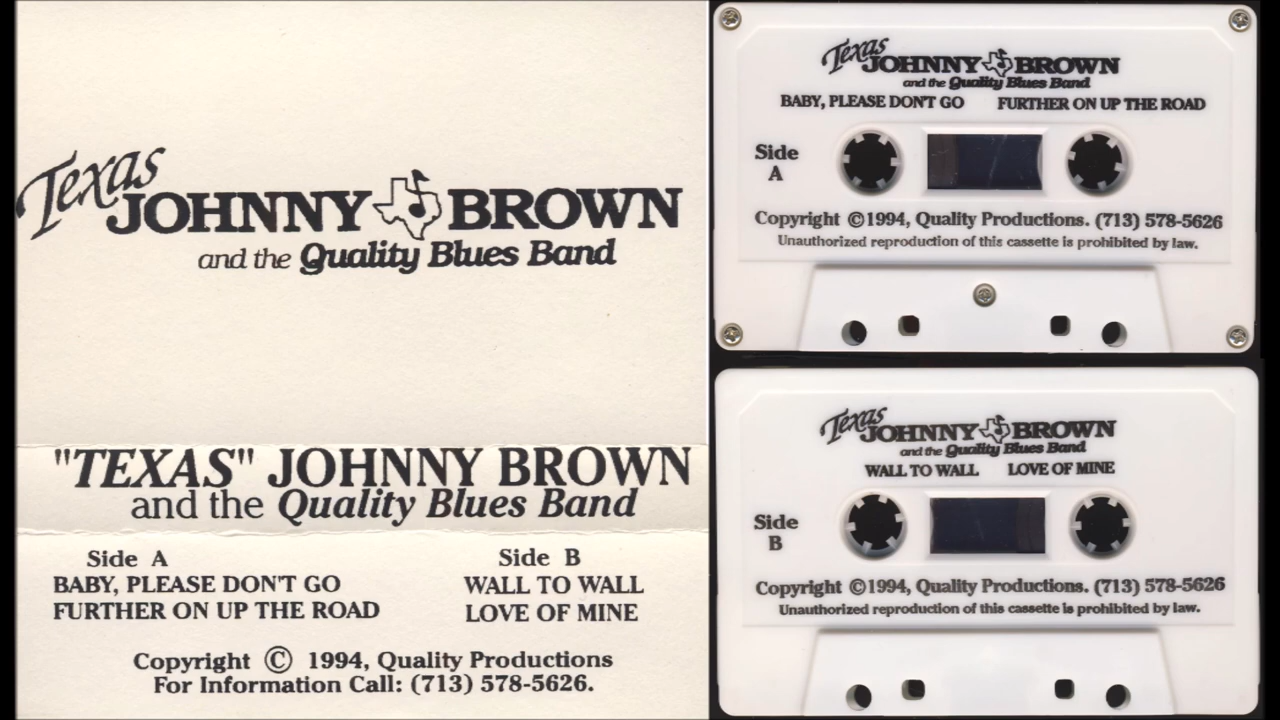 Texas
JOHNNY BROWN
and the Quality Blues Band
"TEXAS" JOHNNY BROWN
and the Quality Blues Band
Side A
BABY, PLEASE DON'T GO
FURTHER ON UP THE ROAD
Side B
WALL TO WALL
LOVE OF MINE
Copyright © 1994, Quality Productions
For Information Call: (713) 578-5626.
Texas
JOHNNY BROWN
and the Quality Blues Band
BABY, PLEASE DON'T GO FURTHER ON UP THE ROAD
Side
A
Copyright ©1994, Quality Productions. (713) 578-5626
Unauthorized reproduction of this cassette is prohibited by law.
Texas
JOHNNY BROWN
and the Quality Blues Band
WALL TO WALL LOVE OF MINE
Side
B
Copyright ©1994, Quality Productions. (713) 578-5626
Unauthorized reproduction of this cassette is prohibited by law.